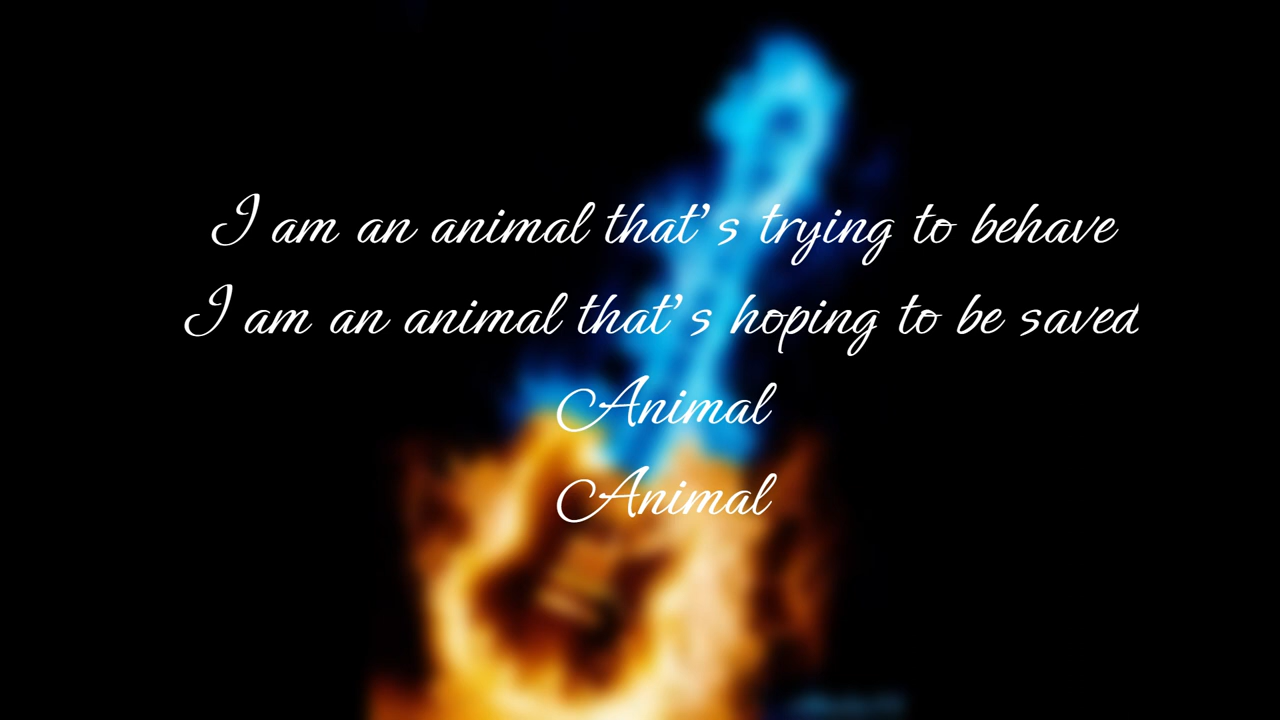 I am an animal that's trying to behave
I am an animal that's hoping to be saved
Animal
Animal